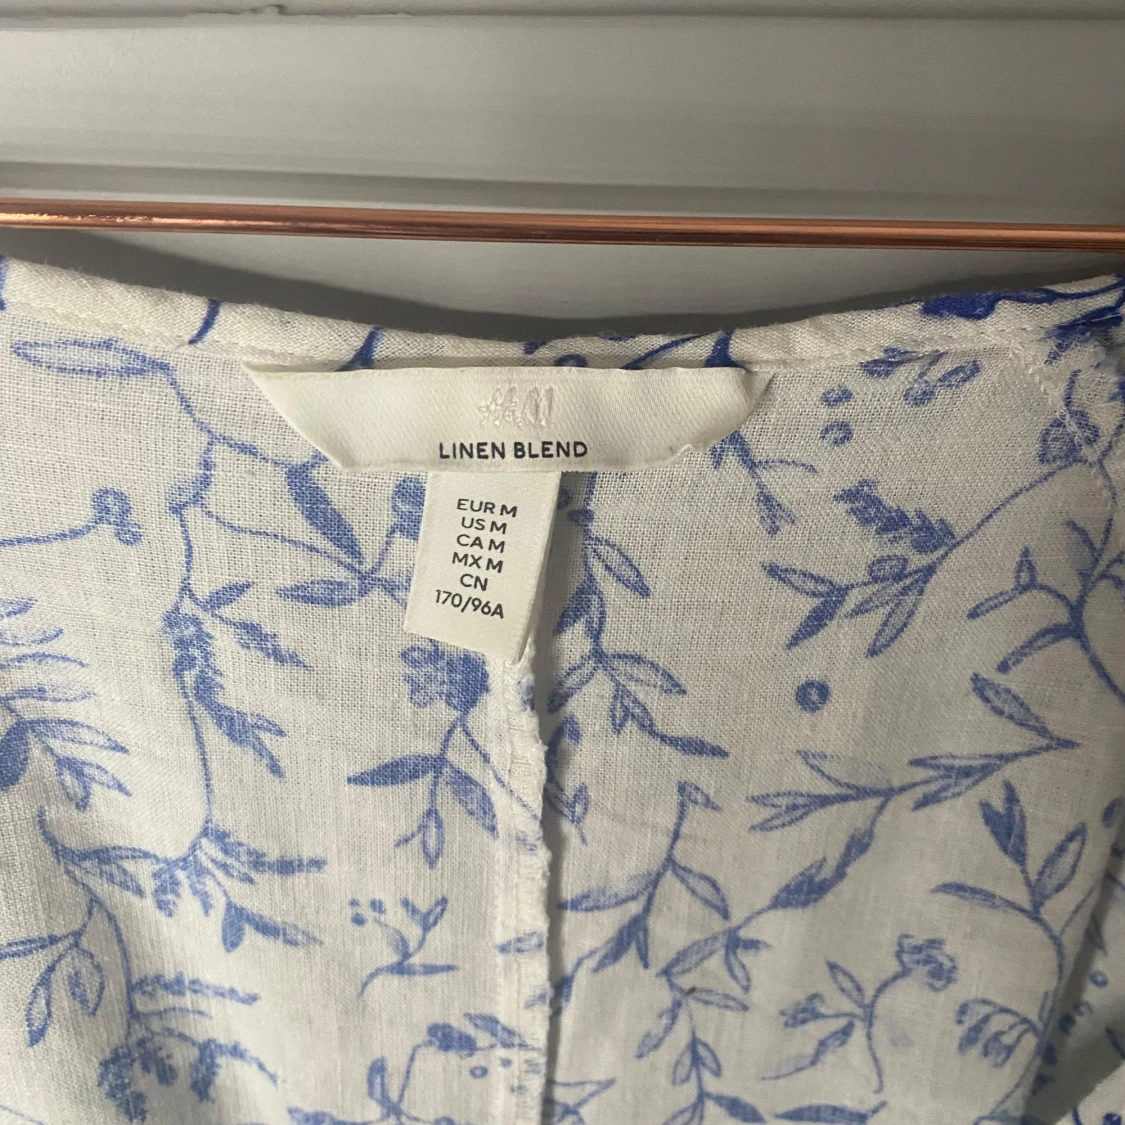 H&M
LINEN BLEND
EUR M
US M
CA M
MX M
CN
170/96A